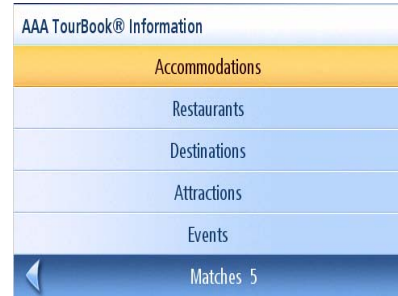 AAA TourBook® Information
Accommodations
Restaurants
Destinations
Attractions
Events
Matches 5